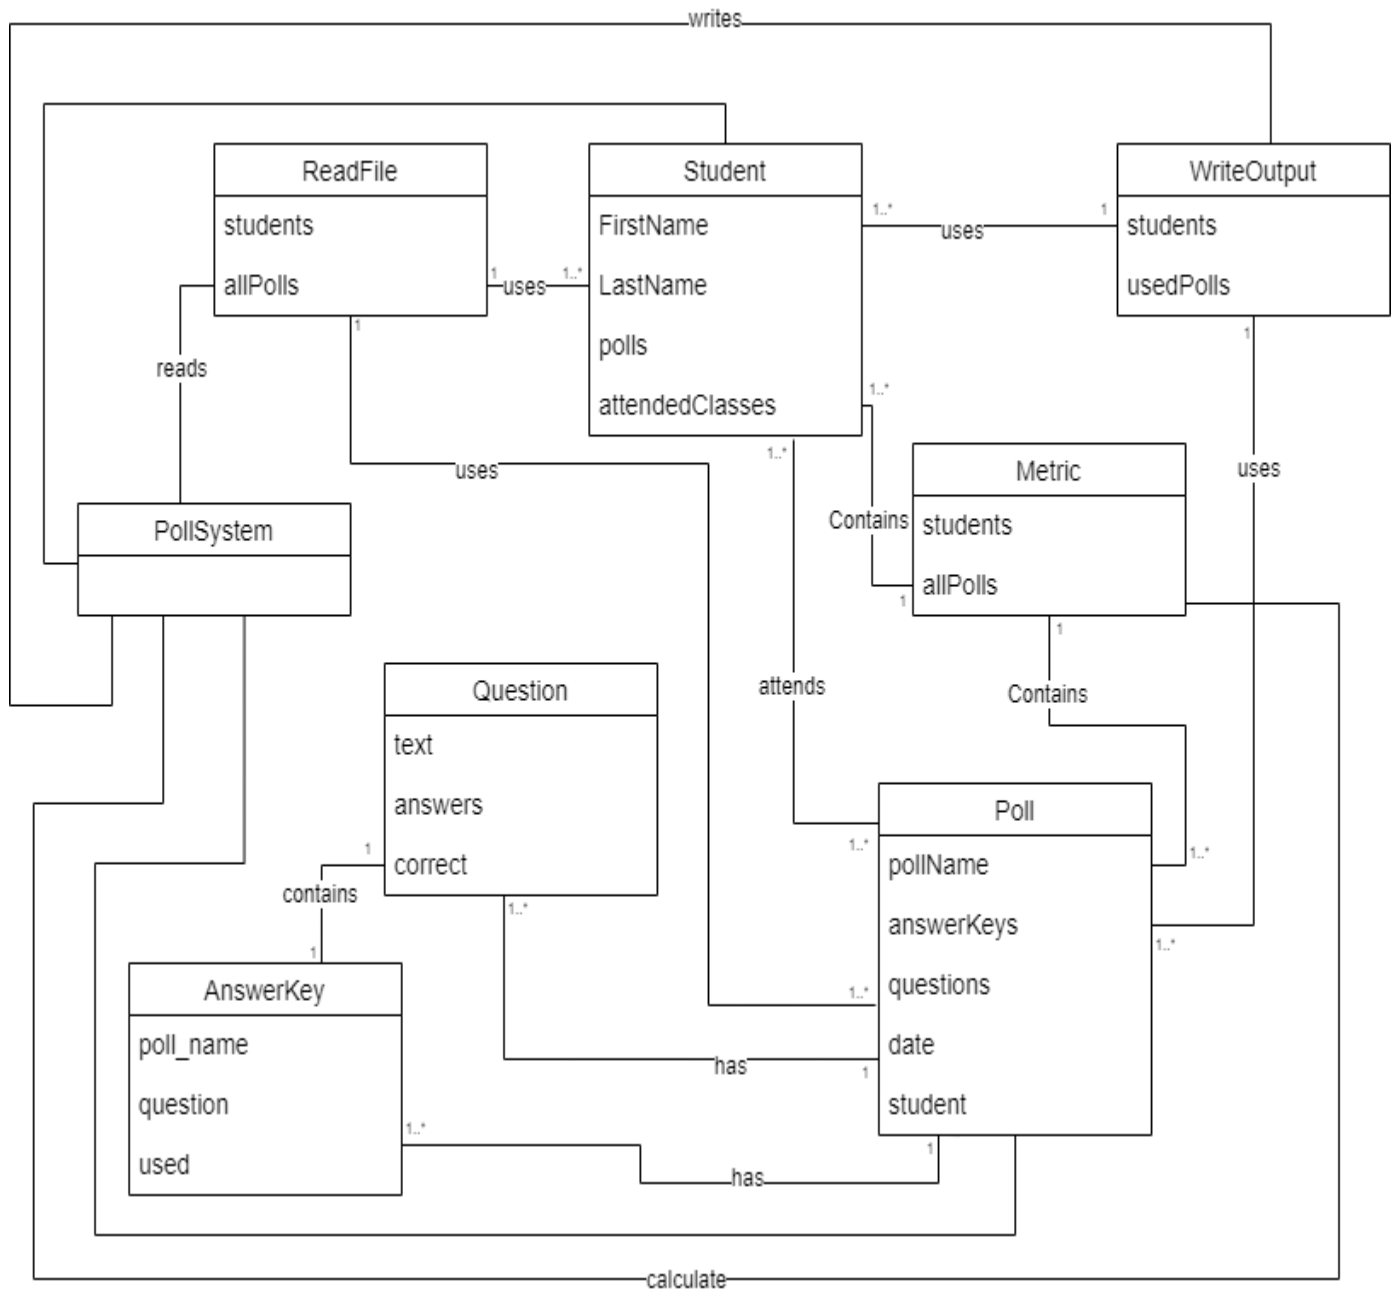 writes
ReadFile
students
allPolls
Student
FirstName
LastName
polls
attendedClasses
WriteOutput
students
usedPolls
1..*
1
uses
1
1..*
uses
1
1
reads
1..*
1..*
uses
uses
Metric
students
allPolls
Contains
1
1
PollSystem
Question
text
answers
correct
attends
Contains
Poll
pollName
answerKeys
questions
date
student
1..*
1..*
1..*
1..*
1
contains
1
1..*
AnswerKey
poll_name
question
used
has
1
1..*
1
has
calculate